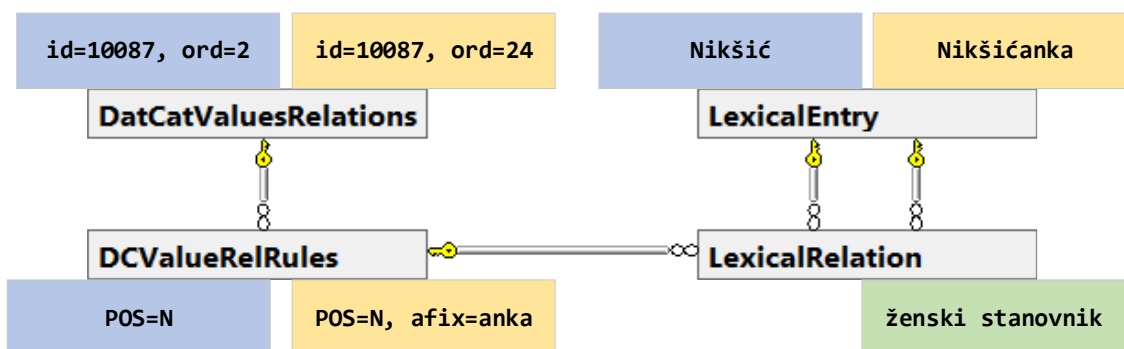 id=10087, ord=2
id=10087, ord=24
Nikšić
Nikšićanka
DatCatValuesRelations
LexicalEntry
DCValueRelRules
LexicalRelation
POS=N
POS=N, afix=anka
ženski stanovnik